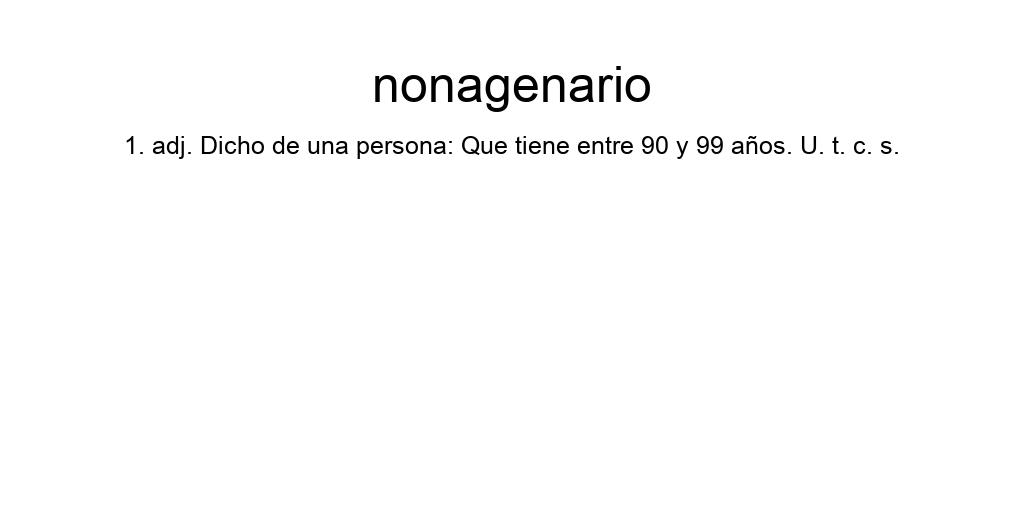 nonagenario
1. adj. Dicho de una persona: Que tiene entre 90 y 99 años. U. t. c. s.